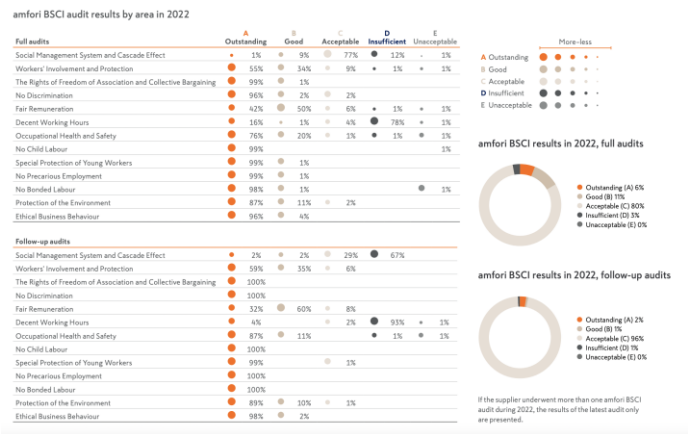 amfori BSCI audit results by area in 2022
A B C D E
Full audits Outstanding Good Acceptable Insufficient Unacceptable
Social Management System and Cascade Effect 1% 9% 77% 12% 1%
Workers' Involvement and Protection 55% 34% 9% 1% 1%
The Rights of Freedom of Association and Collective Bargaining 99% 1%
No Discrimination 96% 2% 2%
Fair Remuneration 42% 50% 6% 1% 1%
Decent Working Hours 16% 1% 4% 78% 1%
Occupational Health and Safety 76% 20% 1% 1% 1%
No Child Labour 99% 1%
Special Protection of Young Workers 99% 1%
No Precarious Employment 99% 1%
No Bonded Labour 98% 1% 1%
Protection of the Environment 87% 11% 2%
Ethical Business Behaviour 96% 4%
Follow-up audits
Social Management System and Cascade Effect 2% 2% 29% 67%
Workers' Involvement and Protection 59% 35% 6%
The Rights of Freedom of Association and Collective Bargaining 100%
No Discrimination 100%
Fair Remuneration 32% 60% 8%
Decent Working Hours 4% 2% 93% 1%
Occupational Health and Safety 87% 11% 1% 1%
No Child Labour 100%
Special Protection of Young Workers 99% 1%
No Precarious Employment 100%
No Bonded Labour 100%
Protection of the Environment 89% 10% 1%
Ethical Business Behaviour 98% 2%
More–less
A Outstanding
B Good
C Acceptable
D Insufficient
E Unacceptable
amfori BSCI results in 2022, full audits
Outstanding (A) 6%
Good (B) 11%
Acceptable (C) 80%
Insufficient (D) 3%
Unacceptable (E) 0%
amfori BSCI results in 2022, follow-up audits
Outstanding (A) 2%
Good (B) 1%
Acceptable (C) 96%
Insufficient (D) 1%
Unacceptable (E) 0%
If the supplier underwent more than one amfori BSCI
audit during 2022, the results of the latest audit only
are presented.